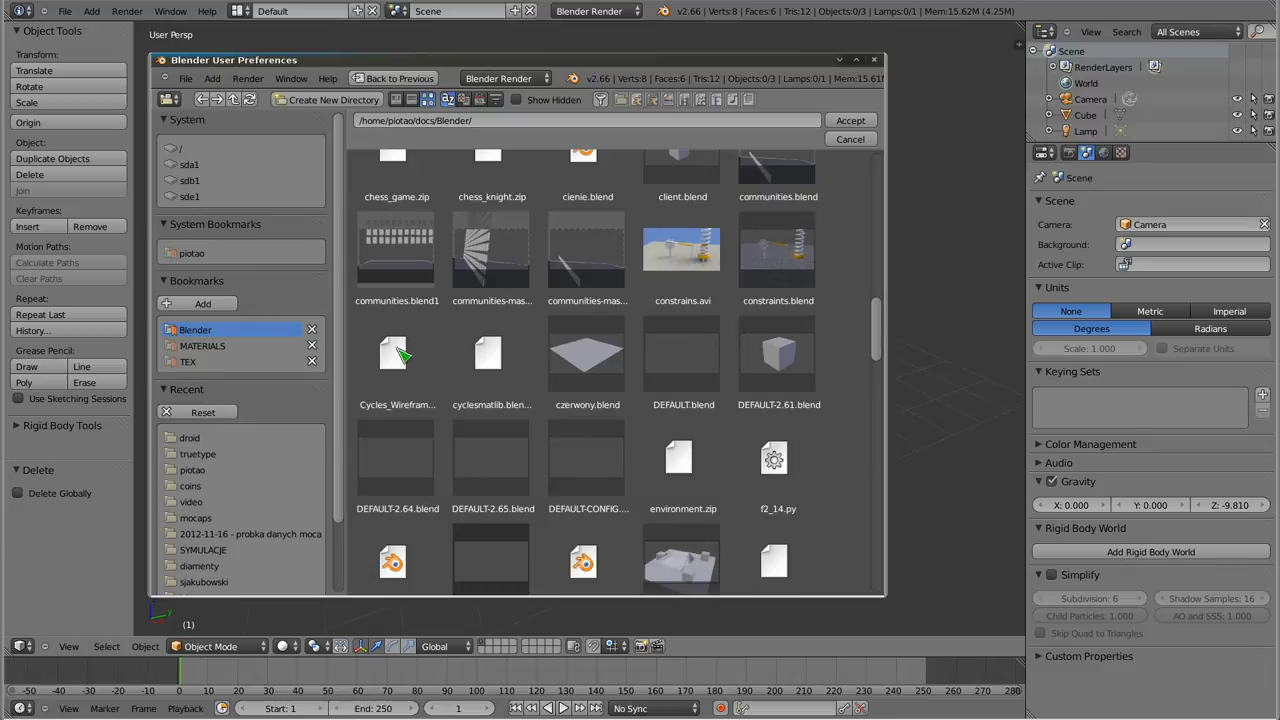 File Add Render Window Help Default Scene Blender Render v2.66 | Verts:8 | Faces:6 | Tris:12 | Objects:0/3 | Lamps:0/1 | Mem:15.62M (4.25M)
Object Tools
Transform:
Translate
Rotate
Scale
Origin
Object:
Duplicate Objects
Delete
Join
Keyframes:
Insert Remove
Motion Paths:
Calculate Paths
Clear Paths
Repeat:
Repeat Last
History...
Grease Pencil:
Draw Line
Poly Erase
Use Sketching Sessions
Rigid Body Tools
Delete
Delete Globally
User Persp
Blender User Preferences
File Add Render Window Help Back to Previous Blender Render v2.66 | Verts:8 | Faces:6 | Tris:12 | Objects:0/3 | Lamps:0/1 | Mem:15.61M
Create New Directory Show Hidden
/home/piotao/docs/Blender/ Accept
Cancel
System
/
sda1
sdb1
sde1
System Bookmarks
piotao
Bookmarks
Add
Blender
MATERIALS
TEX
Recent
Reset
droid
truetype
piotao
coins
video
mocaps
2012-11-16 - probka danych moca
SYMULACJE
diamenty
sjakubowski
chess_game.zip chess_knight.zip cienie.blend client.blend communities.blend
communities.blend1 communities-mas... communities-mas... constrains.avi constraints.blend
Cycles_Wirefram... cyclesmatlib.blen... czerwony.blend DEFAULT.blend DEFAULT-2.61.blend
DEFAULT-2.64.blend DEFAULT-2.65.blend DEFAULT-CONFIG.... environment.zip f2_14.py
(1)
View Select Object Object Mode Global
-50 -40 -30 -20 -10 0 10 20 30 40 50 60 70 80 90 100 110 120 130 140 150 160 170 180 190 200 210 220 230 240 250 260 270 280
View Marker Frame Playback Start: 1 End: 250 1 No Sync
View Search All Scenes
Scene
RenderLayers
World
Camera
Cube
Lamp
Scene
Scene
Camera: Camera
Background:
Active Clip:
Units
None Metric Imperial
Degrees Radians
Scale: 1.000 Separate Units
Keying Sets
Color Management
Audio
Gravity
X: 0.000 Y: 0.000 Z: -9.810
Rigid Body World
Add Rigid Body World
Simplify
Subdivision: 6 Shadow Samples: 16
Child Particles: 1.000 AO and SSS: 1.000
Skip Quad to Triangles
Custom Properties